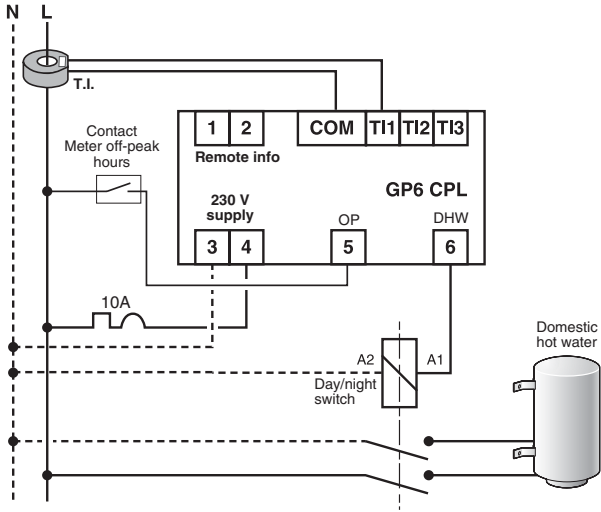 N L
T.I.
Contact
Meter off-peak
hours
1 2 COM TI1 TI2 TI3
Remote info
GP6 CPL
230 V
supply
OP
DHW
3 4 5 6
10A
A2 A1
Day/night
switch
Domestic
hot water